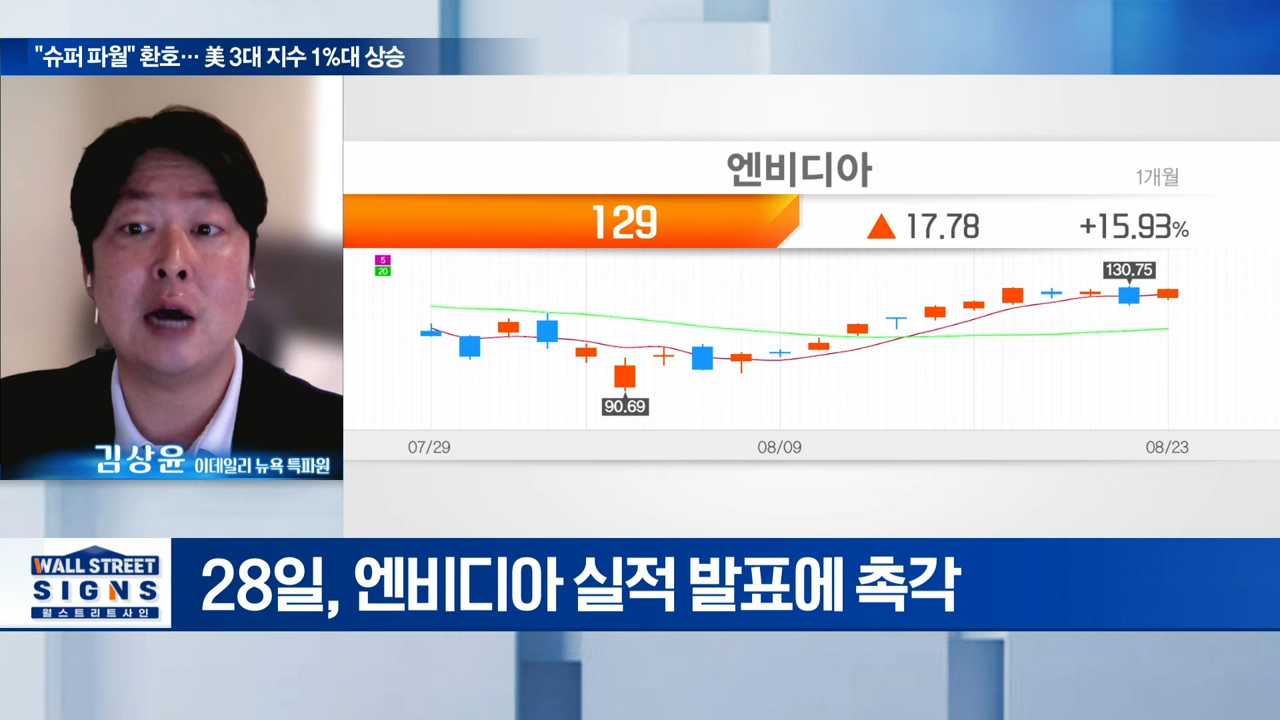 "슈퍼 파월" 환호… 美 3대 지수 1%대 상승
엔비디아
1개월
129
▲ 17.78
+15.93%
5
20
130.75
90.69
07/29
08/09
08/23
김상윤 이데일리 뉴욕 특파원
WALL STREET
SIGNS
월스트리트사인
28일, 엔비디아 실적 발표에 촉각